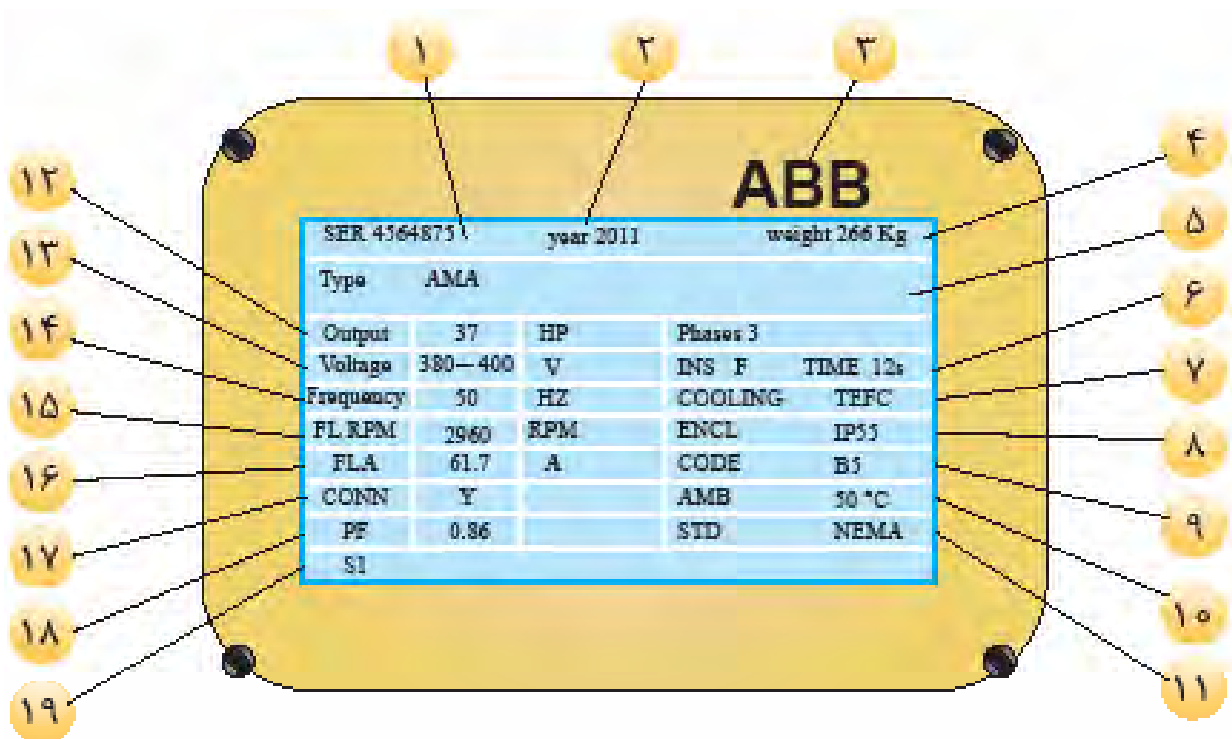 ۱ ۲ ۳
۴
۵
۶
۷
۸
۹
۱۰
۱۱
۱۲
۱۳
۱۴
۱۵
۱۶
۱۷
۱۸
۱۹
ABB
SER 4564875 year 2011 weight 266 Kg
Type AMA
Output 37 HP Phases 3
Voltage 380—400 V INS F TIME 12s
Frequency 50 HZ COOLING TEFC
FL RPM 2960 RPM ENCL IP55
FLA 61.7 A CODE B5
CONN Y AMB 50 °C
PF 0.86 STD NEMA
S1